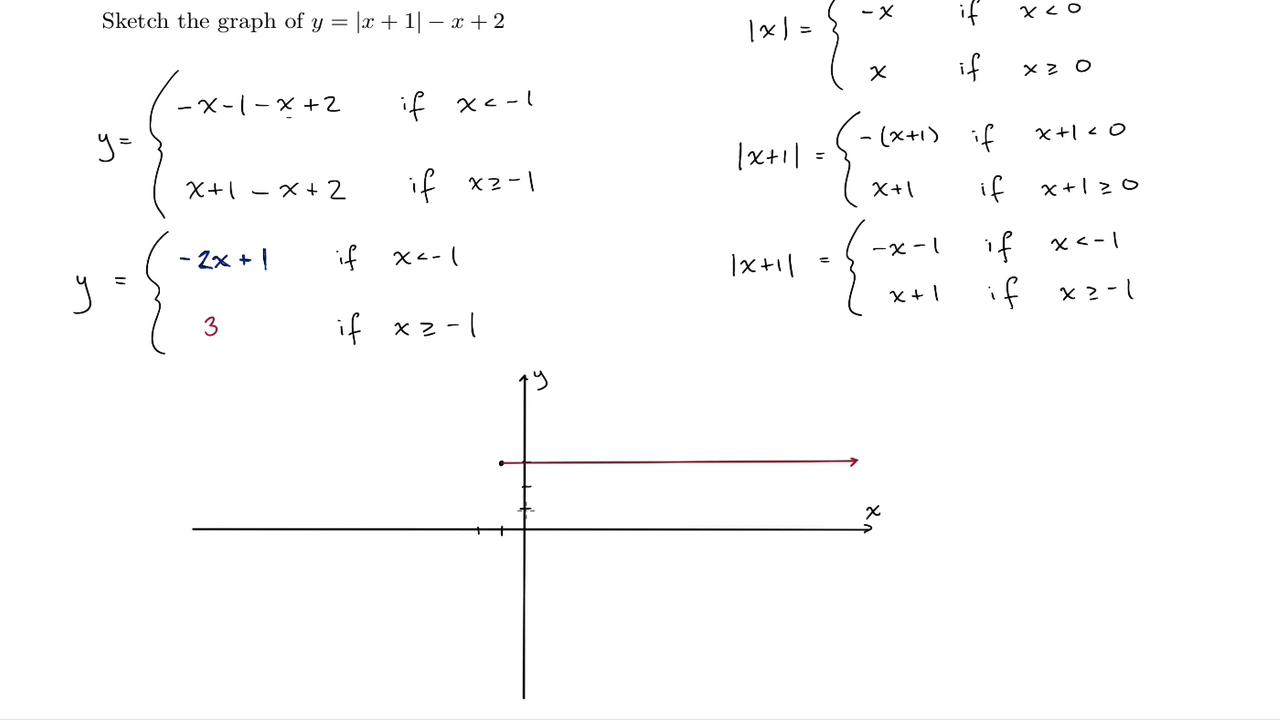 Sketch the graph of y = |x + 1| − x + 2
y = { -x-1-x+2 if x < -1
x+1-x+2 if x ≥ -1
y = { -2x+1 if x < -1
3 if x ≥ -1
|x| = { -x if x < 0
x if x ≥ 0
|x+1| = { -(x+1) if x+1 < 0
x+1 if x+1 ≥ 0
|x+1| = { -x-1 if x < -1
x+1 if x ≥ -1
y
x